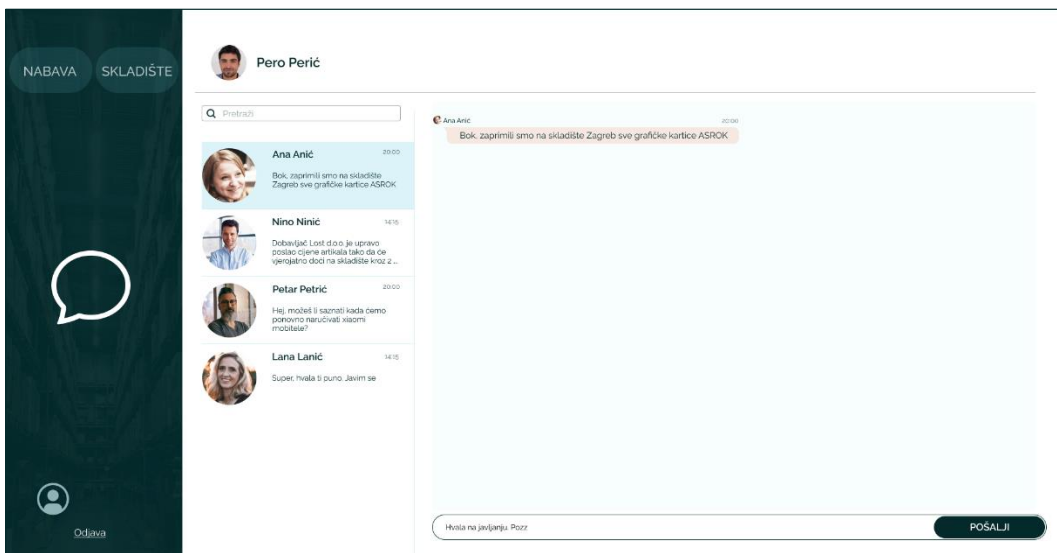 NABAVA
SKLADIŠTE
Odjava
Pero Perić
Pretraži
Ana Anić 20:00
Bok, zaprimili smo na skladište
Zagreb sve grafičke kartice ASROK
Nino Ninić 14:15
Dobavljač Lost d.o.o. je upravo
poslao cijene artikala tako da će
vjerojatno doći na skladište kroz 2 ...
Petar Petrić 20:00
Hej, možeš li saznati kada ćemo
ponovno naručivati xiaomi
mobitele?
Lana Lanić 14:15
Super, hvala ti puno. Javim se
Ana Anić 20:00
Bok, zaprimili smo na skladište Zagreb sve grafičke kartice ASROK
Hvala na javljanju. Pozz
POŠALJI